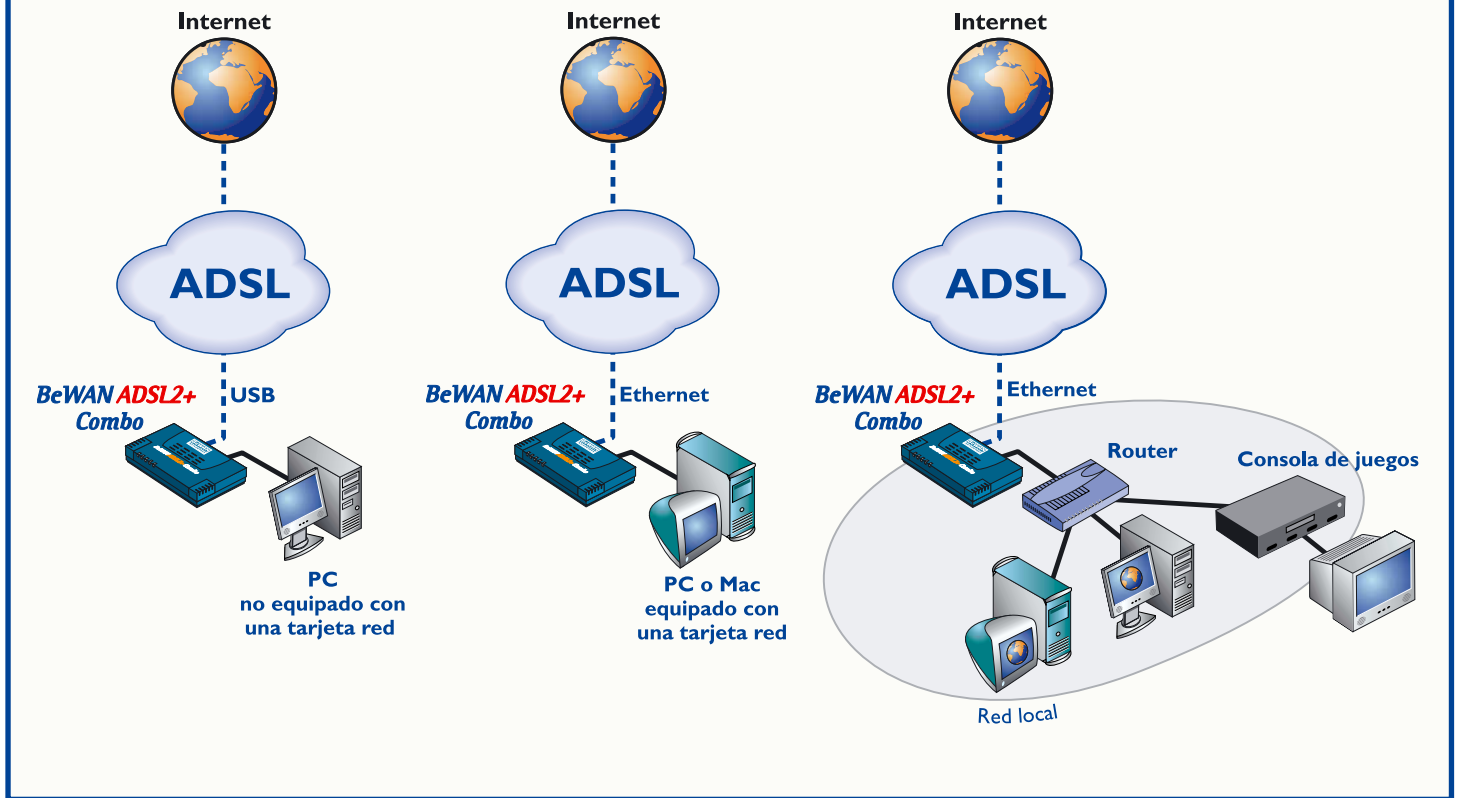 Internet
ADSL
BeWAN ADSL2+
Combo
USB
PC
no equipado con
una tarjeta red
Internet
ADSL
BeWAN ADSL2+
Combo
Ethernet
PC o Mac
equipado con
una tarjeta red
Internet
ADSL
BeWAN ADSL2+
Combo
Ethernet
Router
Consola de juegos
Red local